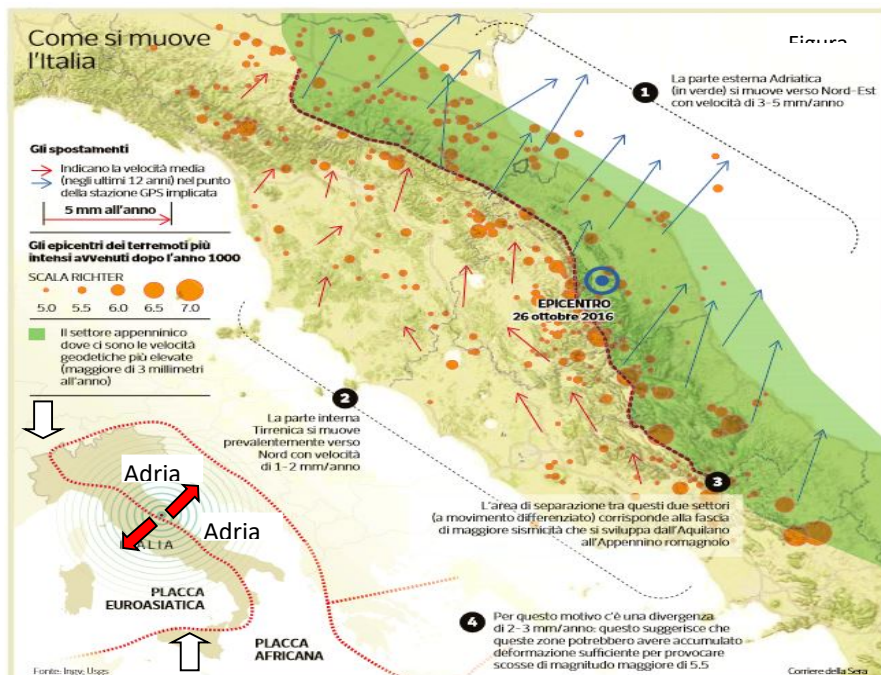 Come si muove
l'Italia
Figura
1
La parte esterna Adriatica
(in verde) si muove verso Nord-Est
con velocità di 3-5 mm/anno
Gli spostamenti
Indicano la velocità media
(negli ultimi 12 anni) nel punto
della stazione GPS implicata
5 mm all'anno
Gli epicentri dei terremoti più
intensi avvenuti dopo l'anno 1000
SCALA RICHTER
5.0 5.5 6.0 6.5 7.0
Il settore appenninico
dove ci sono le velocità
geodetiche più elevate
(maggiore di 3 millimetri
all'anno)
EPICENTRO
26 ottobre 2016
2
La parte interna
Tirrenica si muove
prevalentemente verso
Nord con velocità
di 1-2 mm/anno
3
L'area di separazione tra questi due settori
(a movimento differenziato) corrisponde alla fascia
di maggiore sismicità che si sviluppa dall'Aquilano
all'Appennino romagnolo
4
Per questo motivo c'è una divergenza
di 2-3 mm/anno: questo suggerisce che
queste zone potrebbero avere accumulato
deformazione sufficiente per provocare
scosse di magnitudo maggiore di 5.5
Adria
Adria
ITALIA
PLACCA
EUROASIATICA
PLACCA
AFRICANA
Fonte: Ingv; Usgs
Corriere della Sera